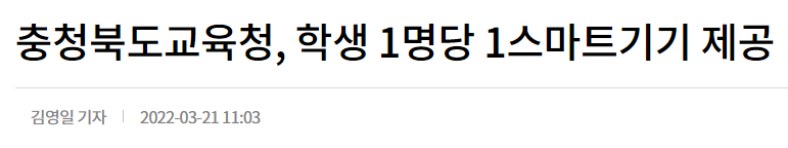 충청북도교육청, 학생 1명당 1스마트기기 제공
김영일 기자 2022-03-21 11:03